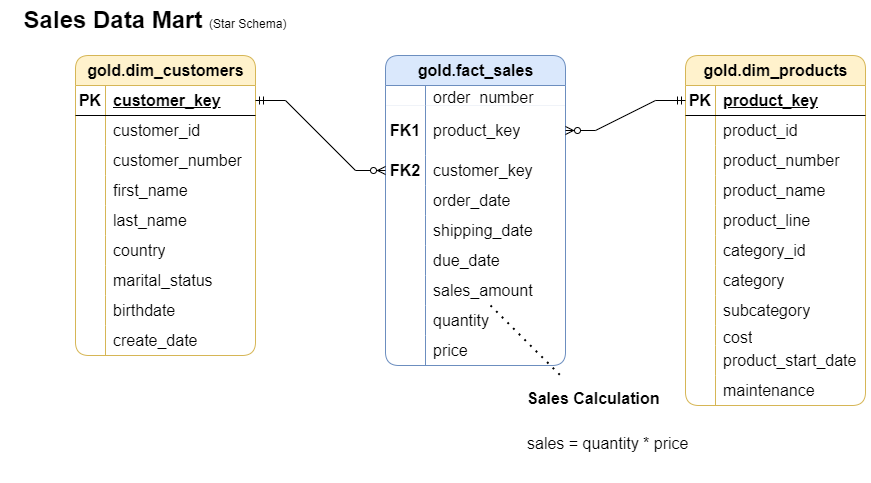 Sales Data Mart (Star Schema)
gold.dim_customers
PK customer_key
customer_id
customer_number
first_name
last_name
country
marital_status
birthdate
create_date
gold.fact_sales
order_number
FK1 product_key
FK2 customer_key
order_date
shipping_date
due_date
sales_amount
quantity
price
gold.dim_products
PK product_key
product_id
product_number
product_name
product_line
category_id
category
subcategory
cost
product_start_date
maintenance
Sales Calculation
sales = quantity * price